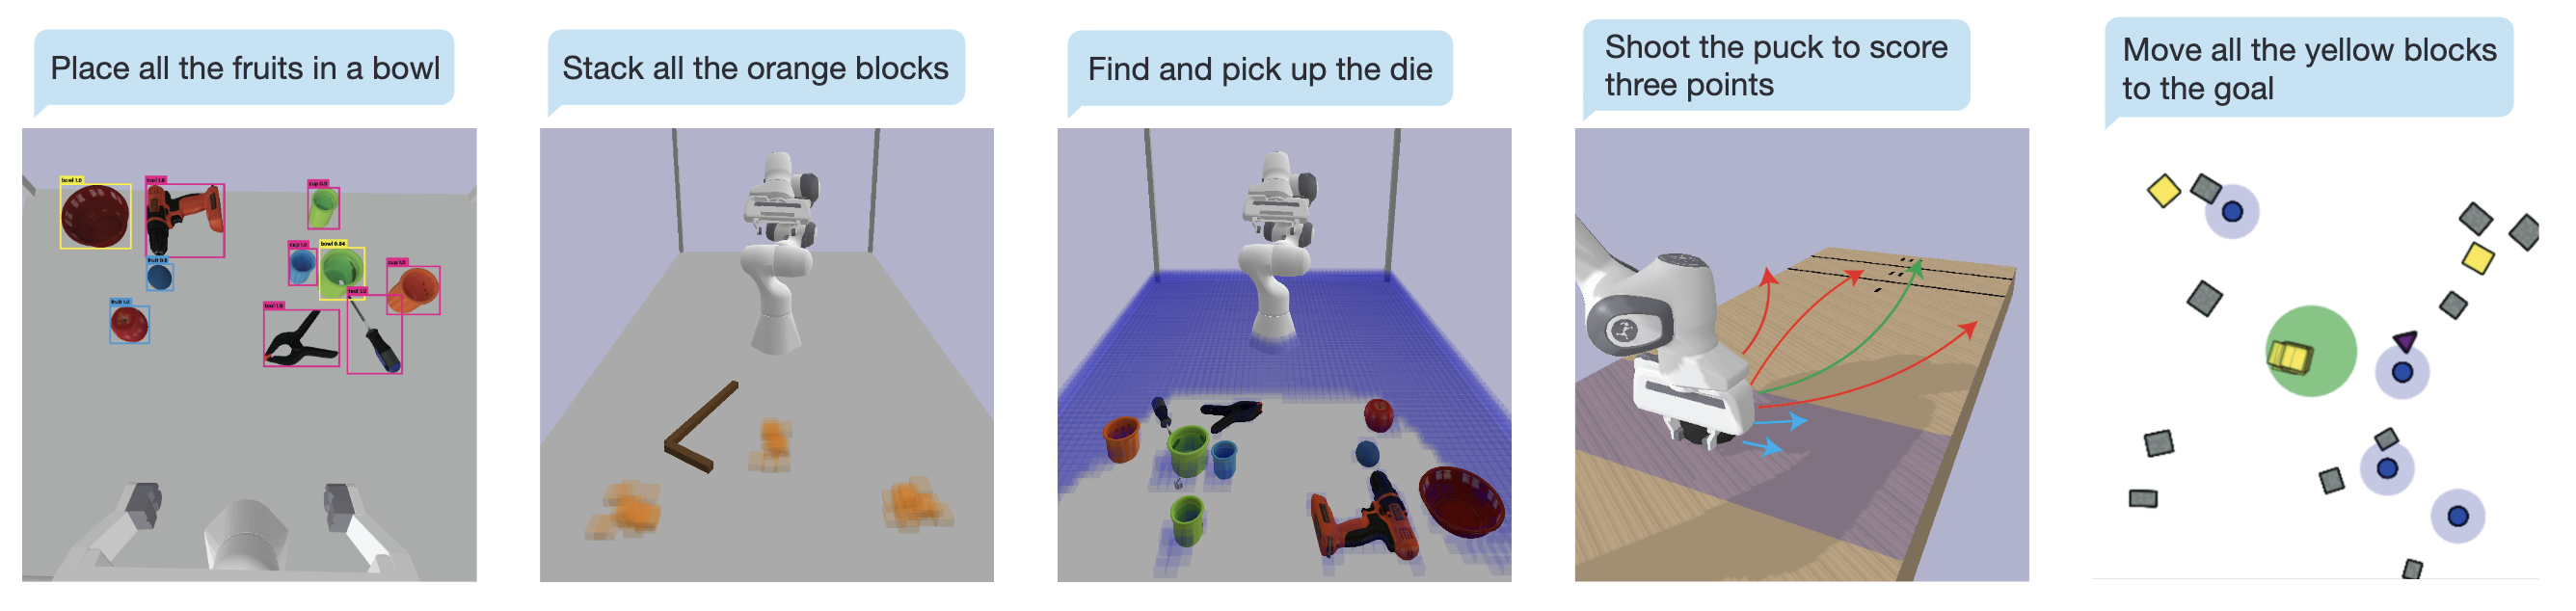 Place all the fruits in a bowl
Stack all the orange blocks
Find and pick up the die
Shoot the puck to score
three points
Move all the yellow blocks
to the goal
bowl 1.0
tool 1.0
cup 0.9
cup 1.0
bowl 0.84
cup 1.0
fruit 1.0
tool 1.0
tool 1.0